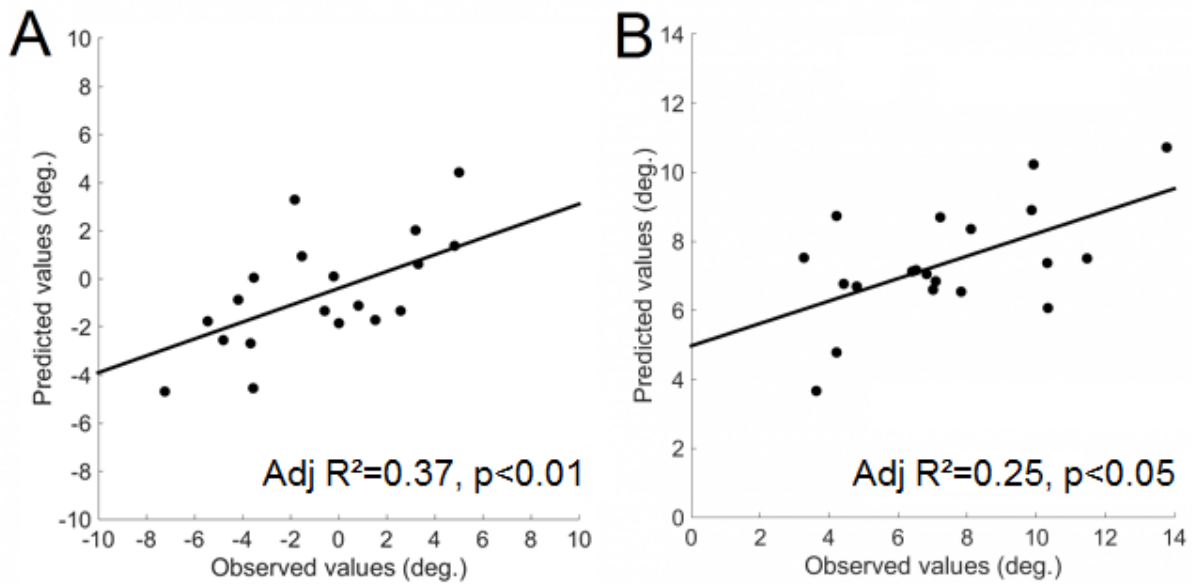 A
10
8
6
4
2
0
-2
-4
-6
-8
-10
Predicted values (deg.)
-10 -8 -6 -4 -2 0 2 4 6 8 10
Observed values (deg.)
Adj R²=0.37, p<0.01
B
14
12
10
8
6
4
2
0
Predicted values (deg.)
0 2 4 6 8 10 12 14
Observed values (deg.)
Adj R²=0.25, p<0.05